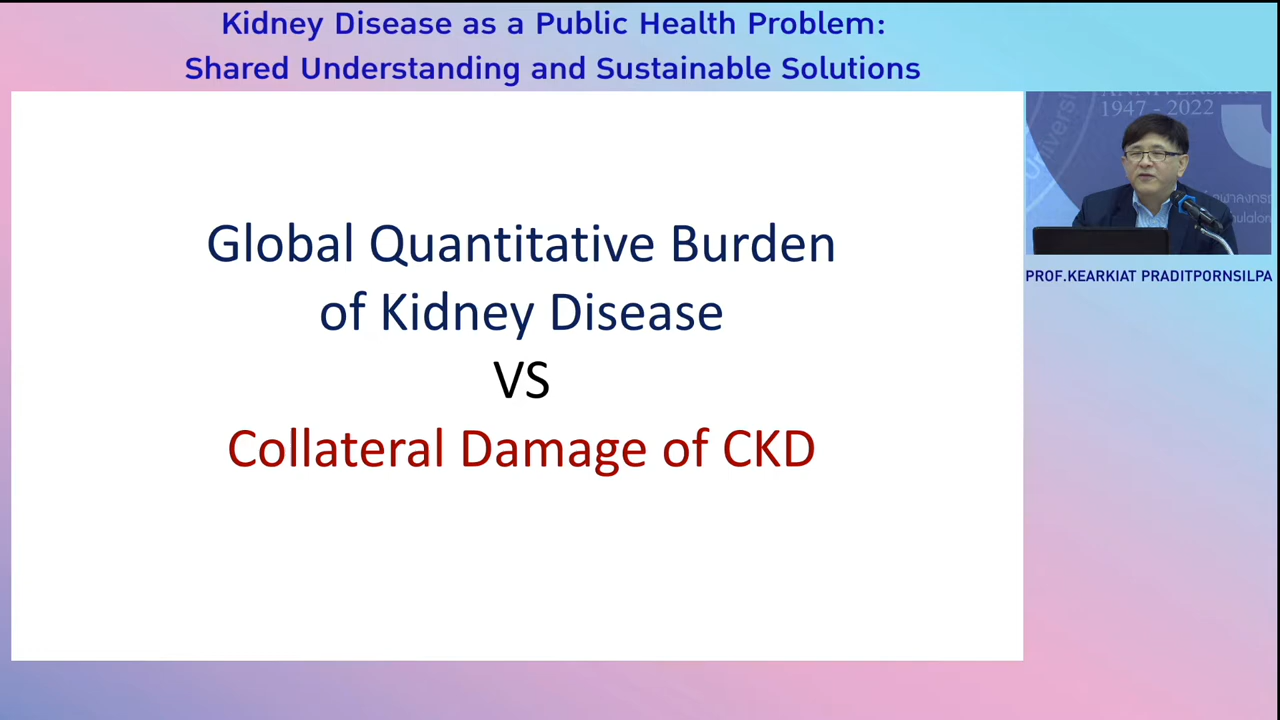 Kidney Disease as a Public Health Problem:
Shared Understanding and Sustainable Solutions
Global Quantitative Burden
of Kidney Disease
VS
Collateral Damage of CKD
1947 - 2022
PROF.KEARKIAT PRADITPORNSILPA